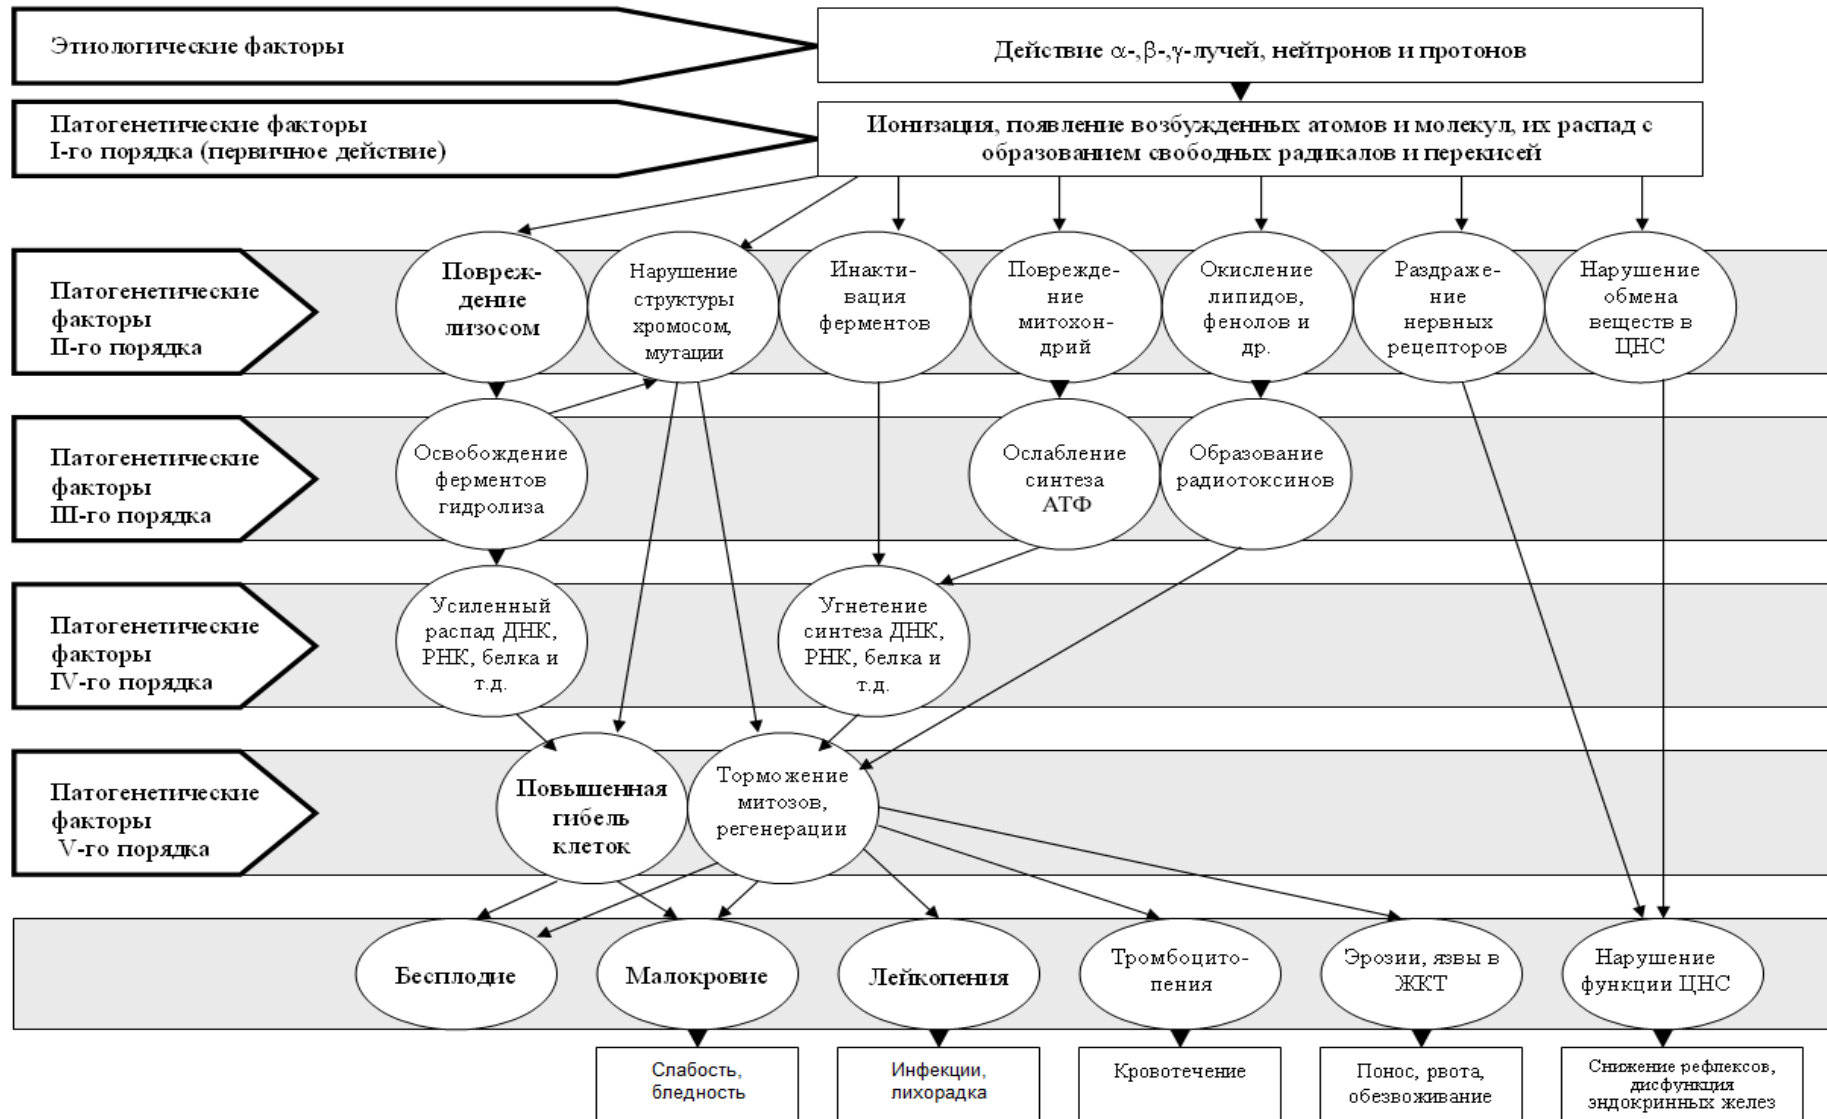 Этиологические факторы
Действие α-,β-,γ-лучей, нейтронов и протонов
Патогенетические факторы
I-го порядка (первичное действие)
Ионизация, появление возбужденных атомов и молекул, их распад с
образованием свободных радикалов и перекисей
Патогенетические
факторы
II-го порядка
Повреж-
дение
лизосом
Нарушение
структуры
хромосом,
мутации
Инакти-
вация
ферментов
Поврежде-
ние
митохон-
дрий
Окисление
липидов,
фенолов и
др.
Раздраже-
ние
нервных
рецепторов
Нарушение
обмена
веществ в
ЦНС
Патогенетические
факторы
III-го порядка
Освобождение
ферментов
гидролиза
Ослабление
синтеза
АТФ
Образование
радиотоксинов
Патогенетические
факторы
IV-го порядка
Усиленный
распад ДНК,
РНК, белка и
т.д.
Угнетение
синтеза ДНК,
РНК, белка и
т.д.
Патогенетические
факторы
V-го порядка
Повышенная
гибель
клеток
Торможение
митозов,
регенерации
Бесплодие
Малокровие
Лейкопения
Тромбоцито-
пения
Эрозии, язвы в
ЖКТ
Нарушение
функции ЦНС
Слабость,
бледность
Инфекции,
лихорадка
Кровотечение
Понос, рвота,
обезвоживание
Снижение рефлексов,
дисфункция
эндокринных желез